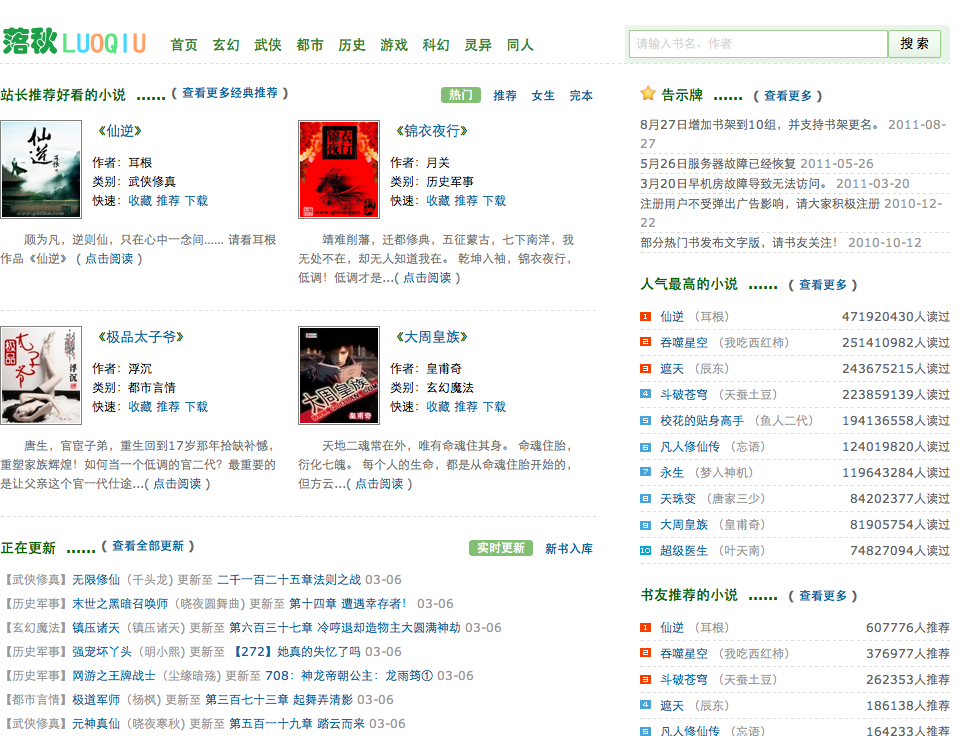 落秋LUOQIU
首页 玄幻 武侠 都市 历史 游戏 科幻 灵异 同人
请输入书名、作者 搜 索
站长推荐好看的小说 ……( 查看更多经典推荐 )
热门 推荐 女生 完本
仙逆
《仙逆》
作者：耳根
类别：武侠修真
快速：收藏 推荐 下载
顾为凡，逆则仙，只在心中一念间…… 请看耳根
作品《仙逆》 ( 点击阅读 )
锦衣夜行
《锦衣夜行》
作者：月关
类别：历史军事
快速：收藏 推荐 下载
靖难削藩，迁都修典，五征蒙古，七下南洋，我
无处不在，却无人知道我在。 乾坤入袖，锦衣夜行，
低调！低调才是...( 点击阅读 )
极品太子爷
浮沉
《极品太子爷》
作者：浮沉
类别：都市言情
快速：收藏 推荐 下载
唐生，官宦子弟，重生回到17岁那年拾缺补憾，
重塑家族辉煌！如何当一个低调的官二代？最重要的
是让父亲这个官一代仕途...( 点击阅读 )
大周皇族
皇甫奇
《大周皇族》
作者：皇甫奇
类别：玄幻魔法
快速：收藏 推荐 下载
天地二魂常在外，唯有命魂住其身。 命魂住胎，
衍化七魄。 每个人的生命，都是从命魂住胎开始的，
但方云...( 点击阅读 )
正在更新 ……( 查看全部更新 )
实时更新 新书入库
【武侠修真】无限修仙（千头龙) 更新至 二千一百二十五章法则之战 03-06
【历史军事】末世之黑暗召唤师（晓夜圆舞曲) 更新至 第十四章 遭遇幸存者！ 03-06
【玄幻魔法】镇压诸天（镇压诸天) 更新至 第六百三十七章 冷哼退却造物主大圆满神劫 03-06
【历史军事】强宠坏丫头（明小熙) 更新至 【272】她真的失忆了吗 03-06
【历史军事】网游之王牌战士（尘缘暗殇) 更新至 708：神龙帝朝公主：龙雨筠① 03-06
【都市言情】极道军师（杨枫) 更新至 第三百七十三章 起舞弄清影 03-06
【武侠修真】元神真仙（晓夜寒秋) 更新至 第五百一十九章 踏云而来 03-06
告示牌 …… ( 查看更多 )
8月27日增加书架到10组，并支持书架更名。 2011-08-
27
5月26日服务器故障已经恢复 2011-05-26
3月20日早机房故障导致无法访问。 2011-03-20
注册用户不受弹出广告影响，请大家积极注册 2010-12-
22
部分热门书发布文字版，请书友关注！ 2010-10-12
人气最高的小说 …… ( 查看更多 )
1 仙逆 （耳根） 471920430人读过
2 吞噬星空 （我吃西红柿） 251410982人读过
3 遮天 （辰东） 243675215人读过
4 斗破苍穹 （天蚕土豆） 223859139人读过
5 校花的贴身高手 （鱼人二代） 194136558人读过
6 凡人修仙传 （忘语） 124019820人读过
7 永生 （梦入神机） 119643284人读过
8 天珠变 （唐家三少） 84202377人读过
9 大周皇族 （皇甫奇） 81905754人读过
10 超级医生 （叶天南） 74827094人读过
书友推荐的小说 …… ( 查看更多 )
1 仙逆 （耳根） 607776人推荐
2 吞噬星空 （我吃西红柿） 376977人推荐
3 斗破苍穹 （天蚕土豆） 262353人推荐
4 遮天 （辰东） 186138人推荐
5 凡人修仙传 （忘语） 164233人推荐